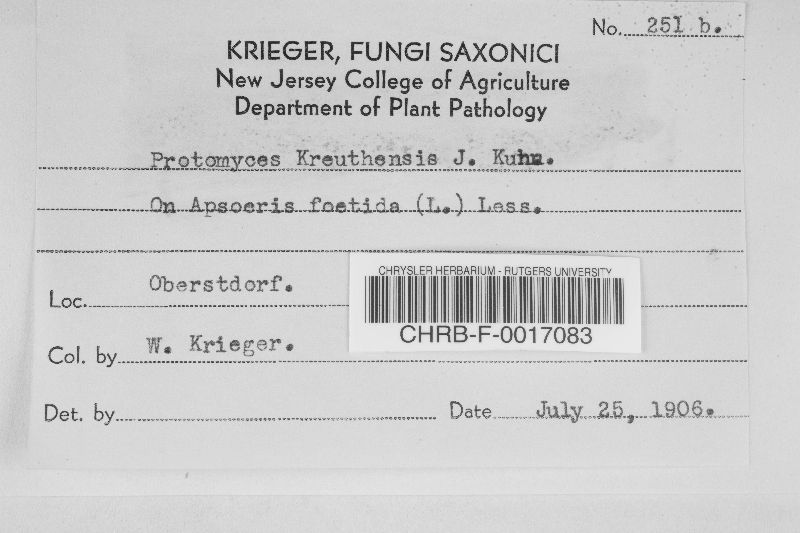 No. 251 b.
KRIEGER, FUNGI SAXONICI
New Jersey College of Agriculture
Department of Plant Pathology
Protomyces Kreuthensis J. Kuhn.
On Apsoeris foetida (L.) Less.
Loc. Oberstdorf.
CHRYSLER HERBARIUM - RUTGERS UNIVERSITY
CHRB-F-0017083
Col. by W. Krieger.
Det. by Date July 25, 1906.